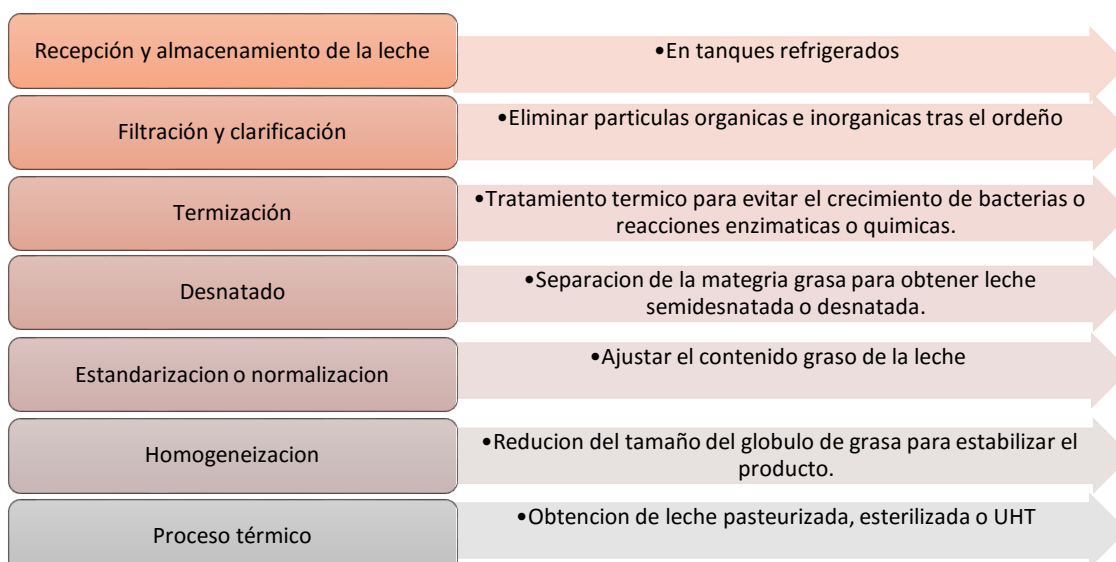 Recepción y almacenamiento de la leche
•En tanques refrigerados
Filtración y clarificación
•Eliminar particulas organicas e inorganicas tras el ordeño
Termización
•Tratamiento termico para evitar el crecimiento de bacterias o
reacciones enzimaticas o quimicas.
Desnatado
•Separacion de la mategria grasa para obtener leche
semidesnatada o desnatada.
Estandarizacion o normalizacion
•Ajustar el contenido graso de la leche
Homogeneizacion
•Reducion del tamaño del globulo de grasa para estabilizar el
producto.
Proceso térmico
•Obtencion de leche pasteurizada, esterilizada o UHT